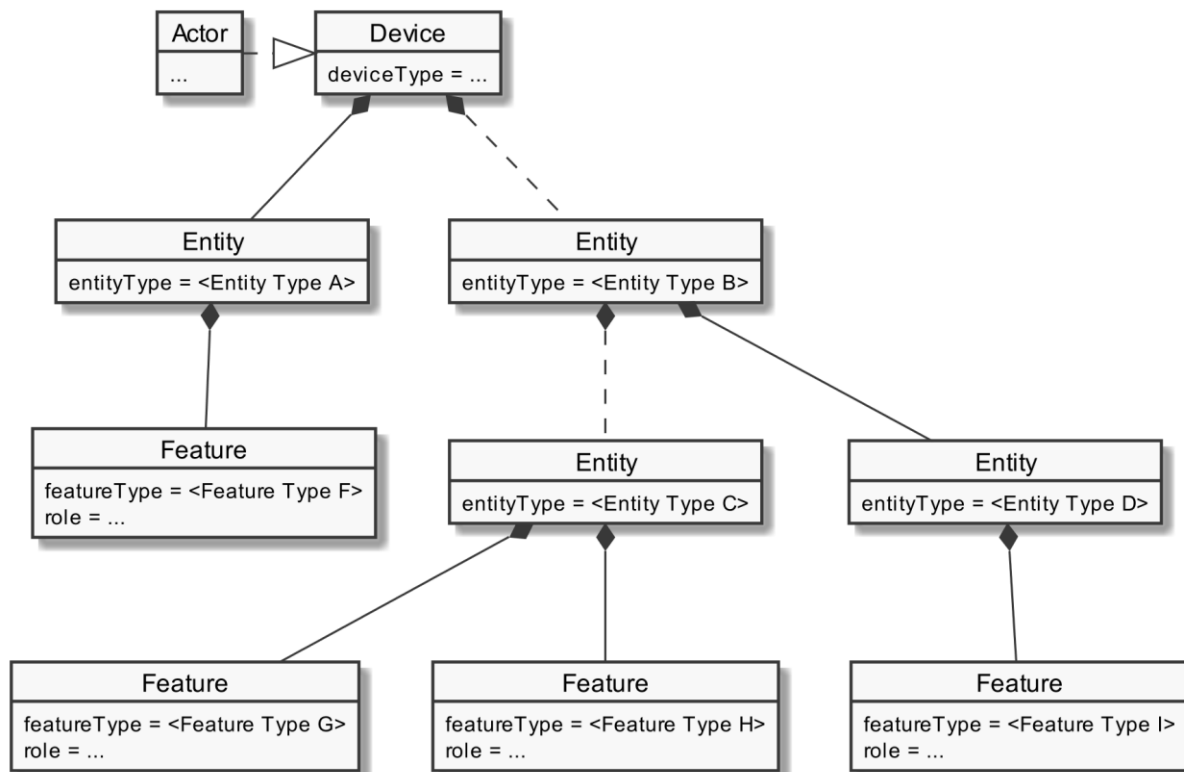 Actor
...
Device
deviceType = ...
Entity
entityType = <Entity Type A>
Entity
entityType = <Entity Type B>
Feature
featureType = <Feature Type F>
role = ...
Entity
entityType = <Entity Type C>
Entity
entityType = <Entity Type D>
Feature
featureType = <Feature Type G>
role = ...
Feature
featureType = <Feature Type H>
role = ...
Feature
featureType = <Feature Type I>
role = ...